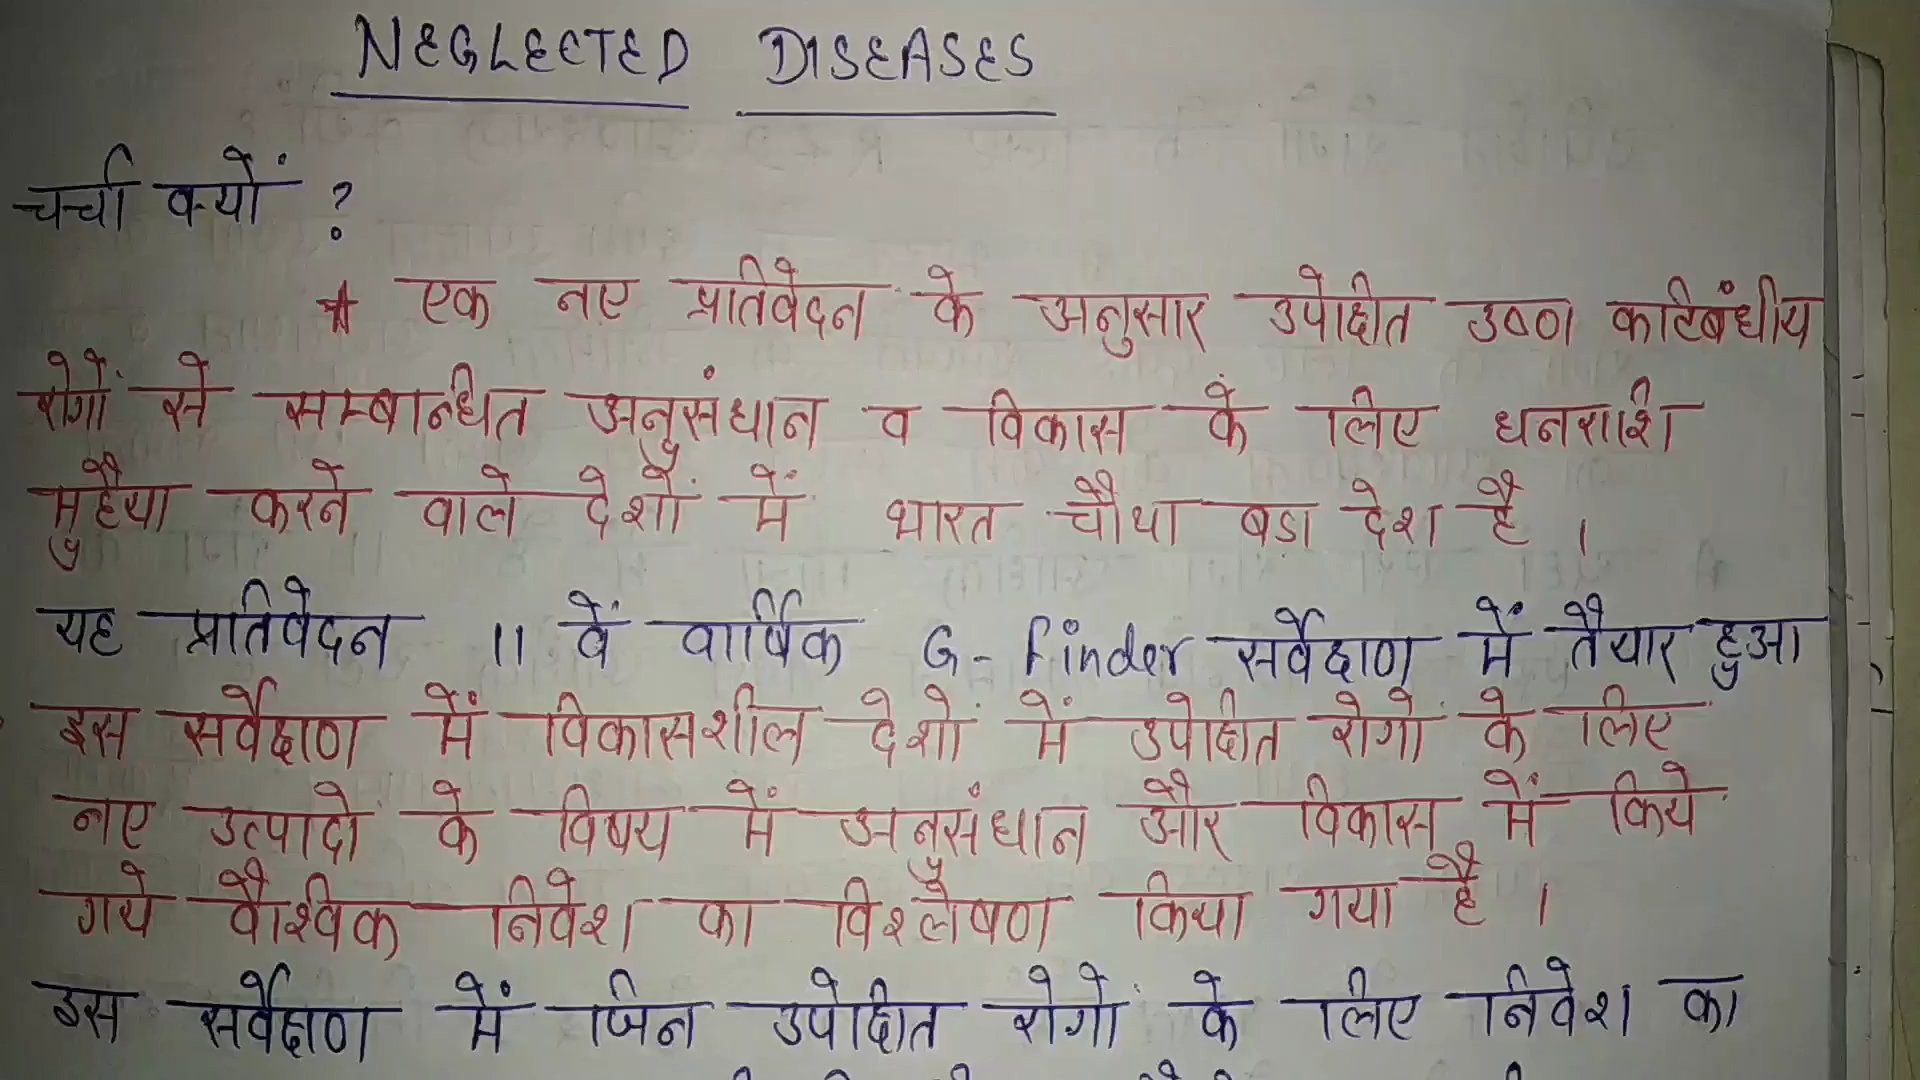 NEGLECTED DISEASES
चर्चा क्यों ?
* एक नए प्रतिवेदन के अनुसार उपेक्षित उष्ण कटिबंधीय
रोगों से सम्बन्धित अनुसंधान व विकास के लिए धनराशि
मुहैया करने वाले देशों में भारत चौथा बडा देश है ।
यह प्रतिवेदन 11 वें वार्षिक G-Finder सर्वेक्षण में तैयार हुआ
इस सर्वेक्षण में विकासशील देशों में उपेक्षित रोगों के लिए
नए उत्पादों के विषय में अनुसंधान और विकास में किये
गये वैश्विक निवेश का विश्लेषण किया गया है ।
इस सर्वेक्षण में जिन उपेक्षित रोगों के लिए निवेश का